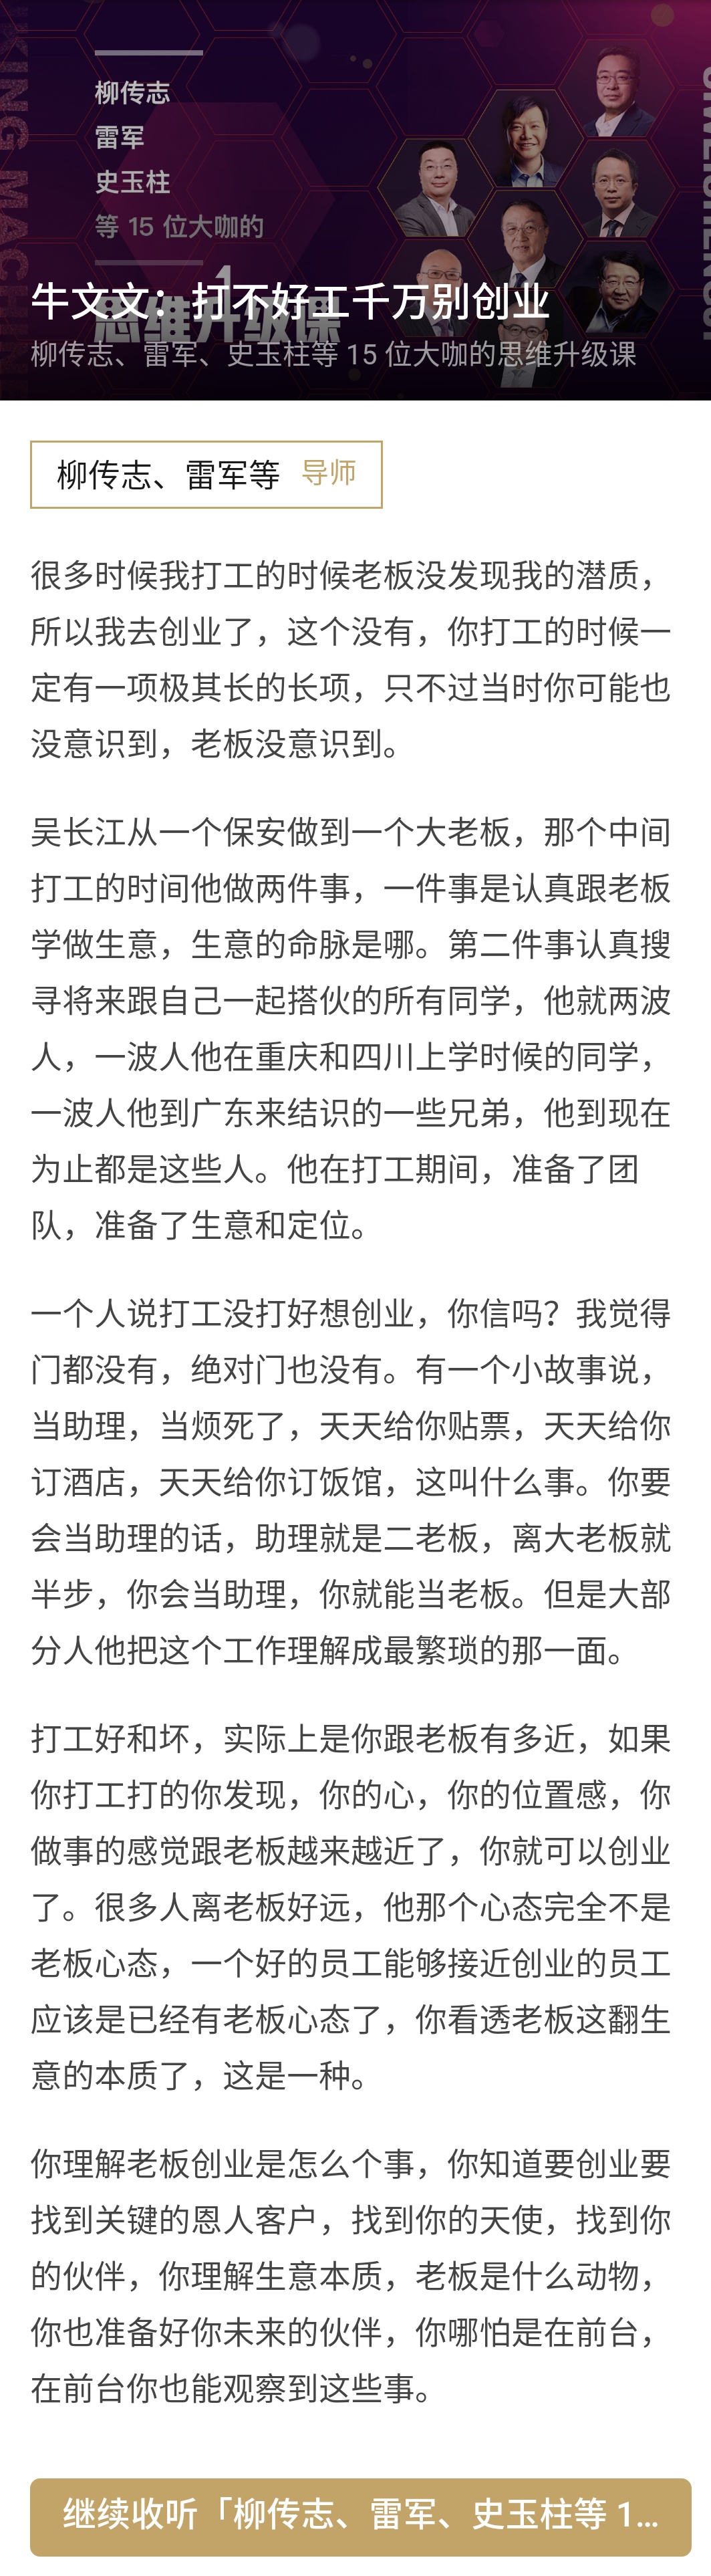 柳传志
雷军
史玉柱
等 15 位大咖的
思维升级课
牛文文：打不好工千万别创业
柳传志、雷军、史玉柱等 15 位大咖的思维升级课
柳传志、雷军等 导师
很多时候我打工的时候老板没发现我的潜质，
所以我去创业了，这个没有，你打工的时候一
定有一项极其长的长项，只不过当时你可能也
没意识到，老板没意识到。
吴长江从一个保安做到一个大老板，那个中间
打工的时间他做两件事，一件事是认真跟老板
学做生意，生意的命脉是哪。第二件事认真搜
寻将来跟自己一起搭伙的所有同学，他就两波
人，一波人他在重庆和四川上学时候的同学，
一波人他到广东来结识的一些兄弟，他到现在
为止都是这些人。他在打工期间，准备了团
队，准备了生意和定位。
一个人说打工没打好想创业，你信吗？我觉得
门都没有，绝对门也没有。有一个小故事说，
当助理，当烦死了，天天给你贴票，天天给你
订酒店，天天给你订饭馆，这叫什么事。你要
会当助理的话，助理就是二老板，离大老板就
半步，你会当助理，你就能当老板。但是大部
分人他把这个工作理解成最繁琐的那一面。
打工好和坏，实际上是你跟老板有多近，如果
你打工打的你发现，你的心，你的位置感，你
做事的感觉跟老板越来越近了，你就可以创业
了。很多人离老板好远，他那个心态完全不是
老板心态，一个好的员工能够接近创业的员工
应该是已经有老板心态了，你看透老板这翻生
意的本质了，这是一种。
你理解老板创业是怎么个事，你知道要创业要
找到关键的恩人客户，找到你的天使，找到你
的伙伴，你理解生意本质，老板是什么动物，
你也准备好你未来的伙伴，你哪怕是在前台，
在前台你也能观察到这些事。
继续收听「柳传志、雷军、史玉柱等 1...